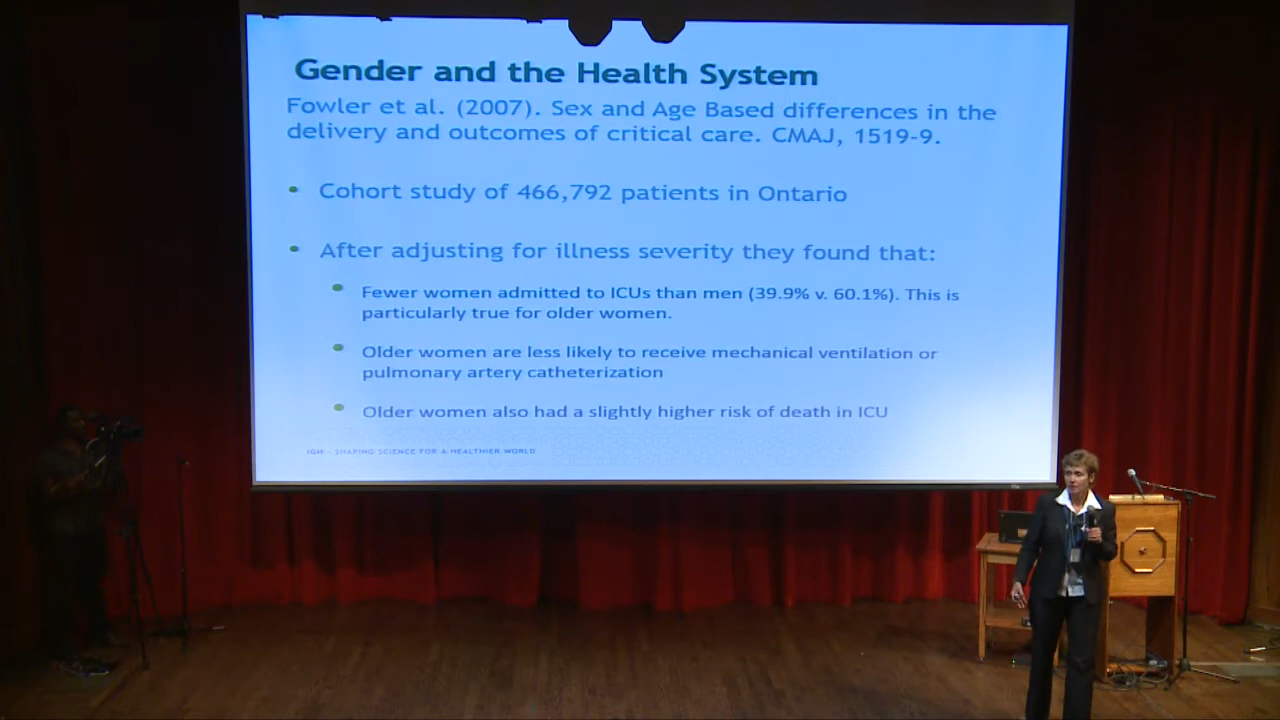 Gender and the Health System
Fowler et al. (2007). Sex and Age Based differences in the
delivery and outcomes of critical care. CMAJ, 1519-9.
Cohort study of 466,792 patients in Ontario
After adjusting for illness severity they found that:
Fewer women admitted to ICUs than men (39.9% v. 60.1%). This is
particularly true for older women.
Older women are less likely to receive mechanical ventilation or
pulmonary artery catheterization
Older women also had a slightly higher risk of death in ICU
IGH – SHAPING SCIENCE FOR A HEALTHIER WORLD